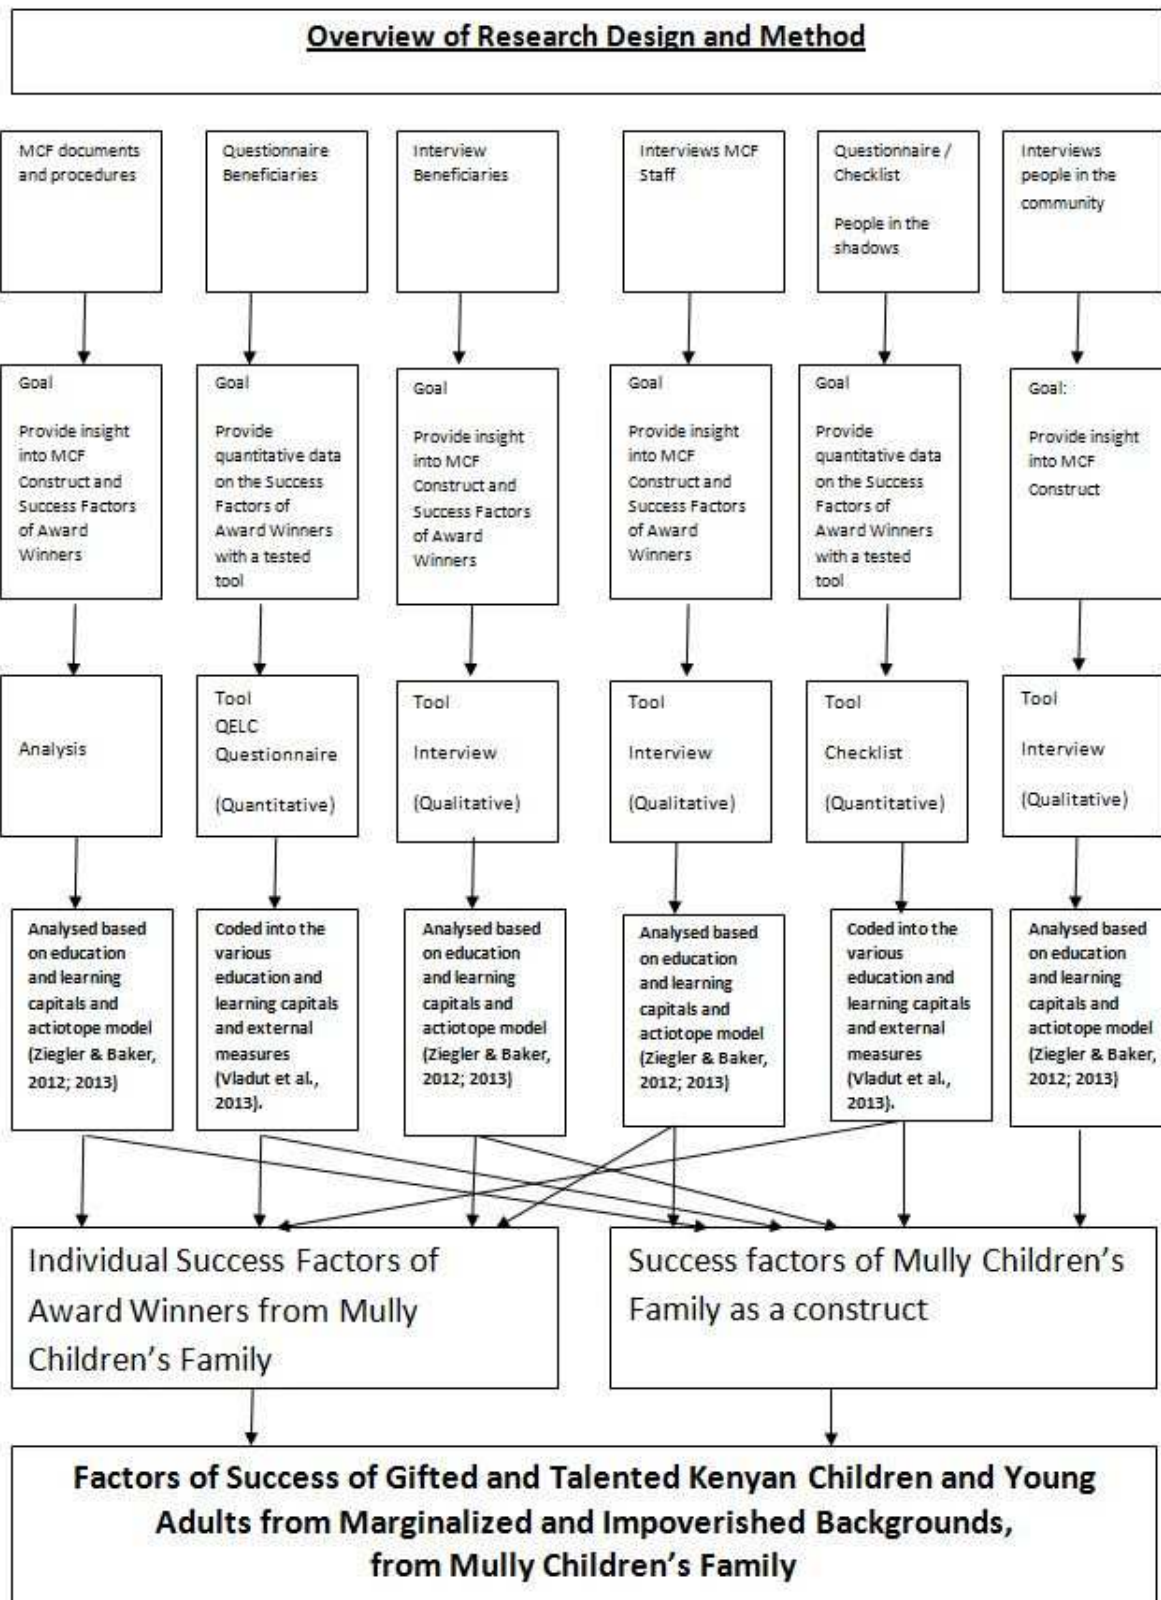 Overview of Research Design and Method
MCF documents
and procedures
Questionnaire
Beneficiaries
Interview
Beneficiaries
Interviews MCF
Staff
Questionnaire /
Checklist
People in the
shadows
Interviews
people in the
community
Goal
Provide insight
into MCF
Construct and
Success Factors
of Award
Winners
Goal
Provide
quantitative data
on the Success
Factors of
Award Winners
with a tested
tool
Goal
Provide insight
into MCF
Construct and
Success Factors
of Award
Winners
Goal
Provide insight
into MCF
Construct and
Success Factors
of Award
Winners
Goal
Provide
quantitative data
on the Success
Factors of
Award Winners
with a tested
tool
Goal:
Provide insight
into MCF
Construct
Analysis
Tool
QELC
Questionnaire
(Quantitative)
Tool
Interview
(Qualitative)
Tool
Interview
(Qualitative)
Tool
Checklist
(Quantitative)
Tool
Interview
(Qualitative)
Analysed based
on education
and learning
capitals and
actiotope model
(Ziegler & Baker,
2012; 2013)
Coded into the
various
education and
learning capitals
and external
measures
(Vladut et al.,
2013).
Analysed based
on education
and learning
capitals and
actiotope model
(Ziegler & Baker,
2012; 2013)
Analysed based
on education
and learning
capitals and
actiotope model
(Ziegler & Baker,
2012; 2013)
Coded into the
various
education and
learning capitals
and external
measures
(Vladut et al.,
2013).
Analysed based
on education
and learning
capitals and
actiotope model
(Ziegler & Baker,
2012; 2013)
Individual Success Factors of
Award Winners from Mully
Children's Family
Success factors of Mully Children's
Family as a construct
Factors of Success of Gifted and Talented Kenyan Children and Young
Adults from Marginalized and Impoverished Backgrounds,
from Mully Children's Family